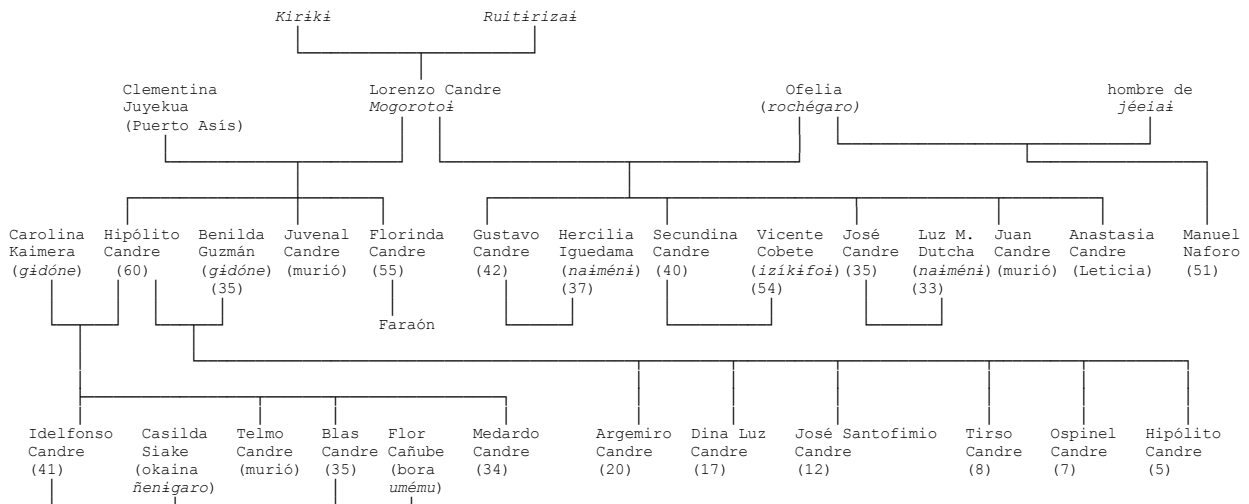 Kirɨkɨ
Ruitɨrizaɨ
Clementina
Juyekua
(Puerto Asís)
Lorenzo Candre
Mogorotoɨ
Ofelia
(rochégaro)
hombre de
jéeiaɨ
Carolina
Kaimera
(gɨdóne)
Hipólito
Candre
(60)
Benilda
Guzmán
(gɨdóne)
(35)
Juvenal
Candre
(murió)
Florinda
Candre
(55)
Gustavo
Candre
(42)
Hercilia
Iguedama
(naɨméni)
(37)
Secundina
Candre
(40)
Vicente
Cobete
(ɨzíkɨfoɨ)
(54)
José
Candre
(35)
Luz M.
Dutcha
(naɨméni)
(33)
Juan
Candre
(murió)
Anastasia
Candre
(Leticia)
Manuel
Naforo
(51)
Faraón
Idelfonso
Candre
(41)
Casilda
Siake
(okaina
ñenɨgaro)
Telmo
Candre
(murió)
Blas
Candre
(35)
Flor
Cañube
(bora
umému)
Medardo
Candre
(34)
Argemiro
Candre
(20)
Dina Luz
Candre
(17)
José Santofimio
Candre
(12)
Tirso
Candre
(8)
Ospinel
Candre
(7)
Hipólito
Candre
(5)